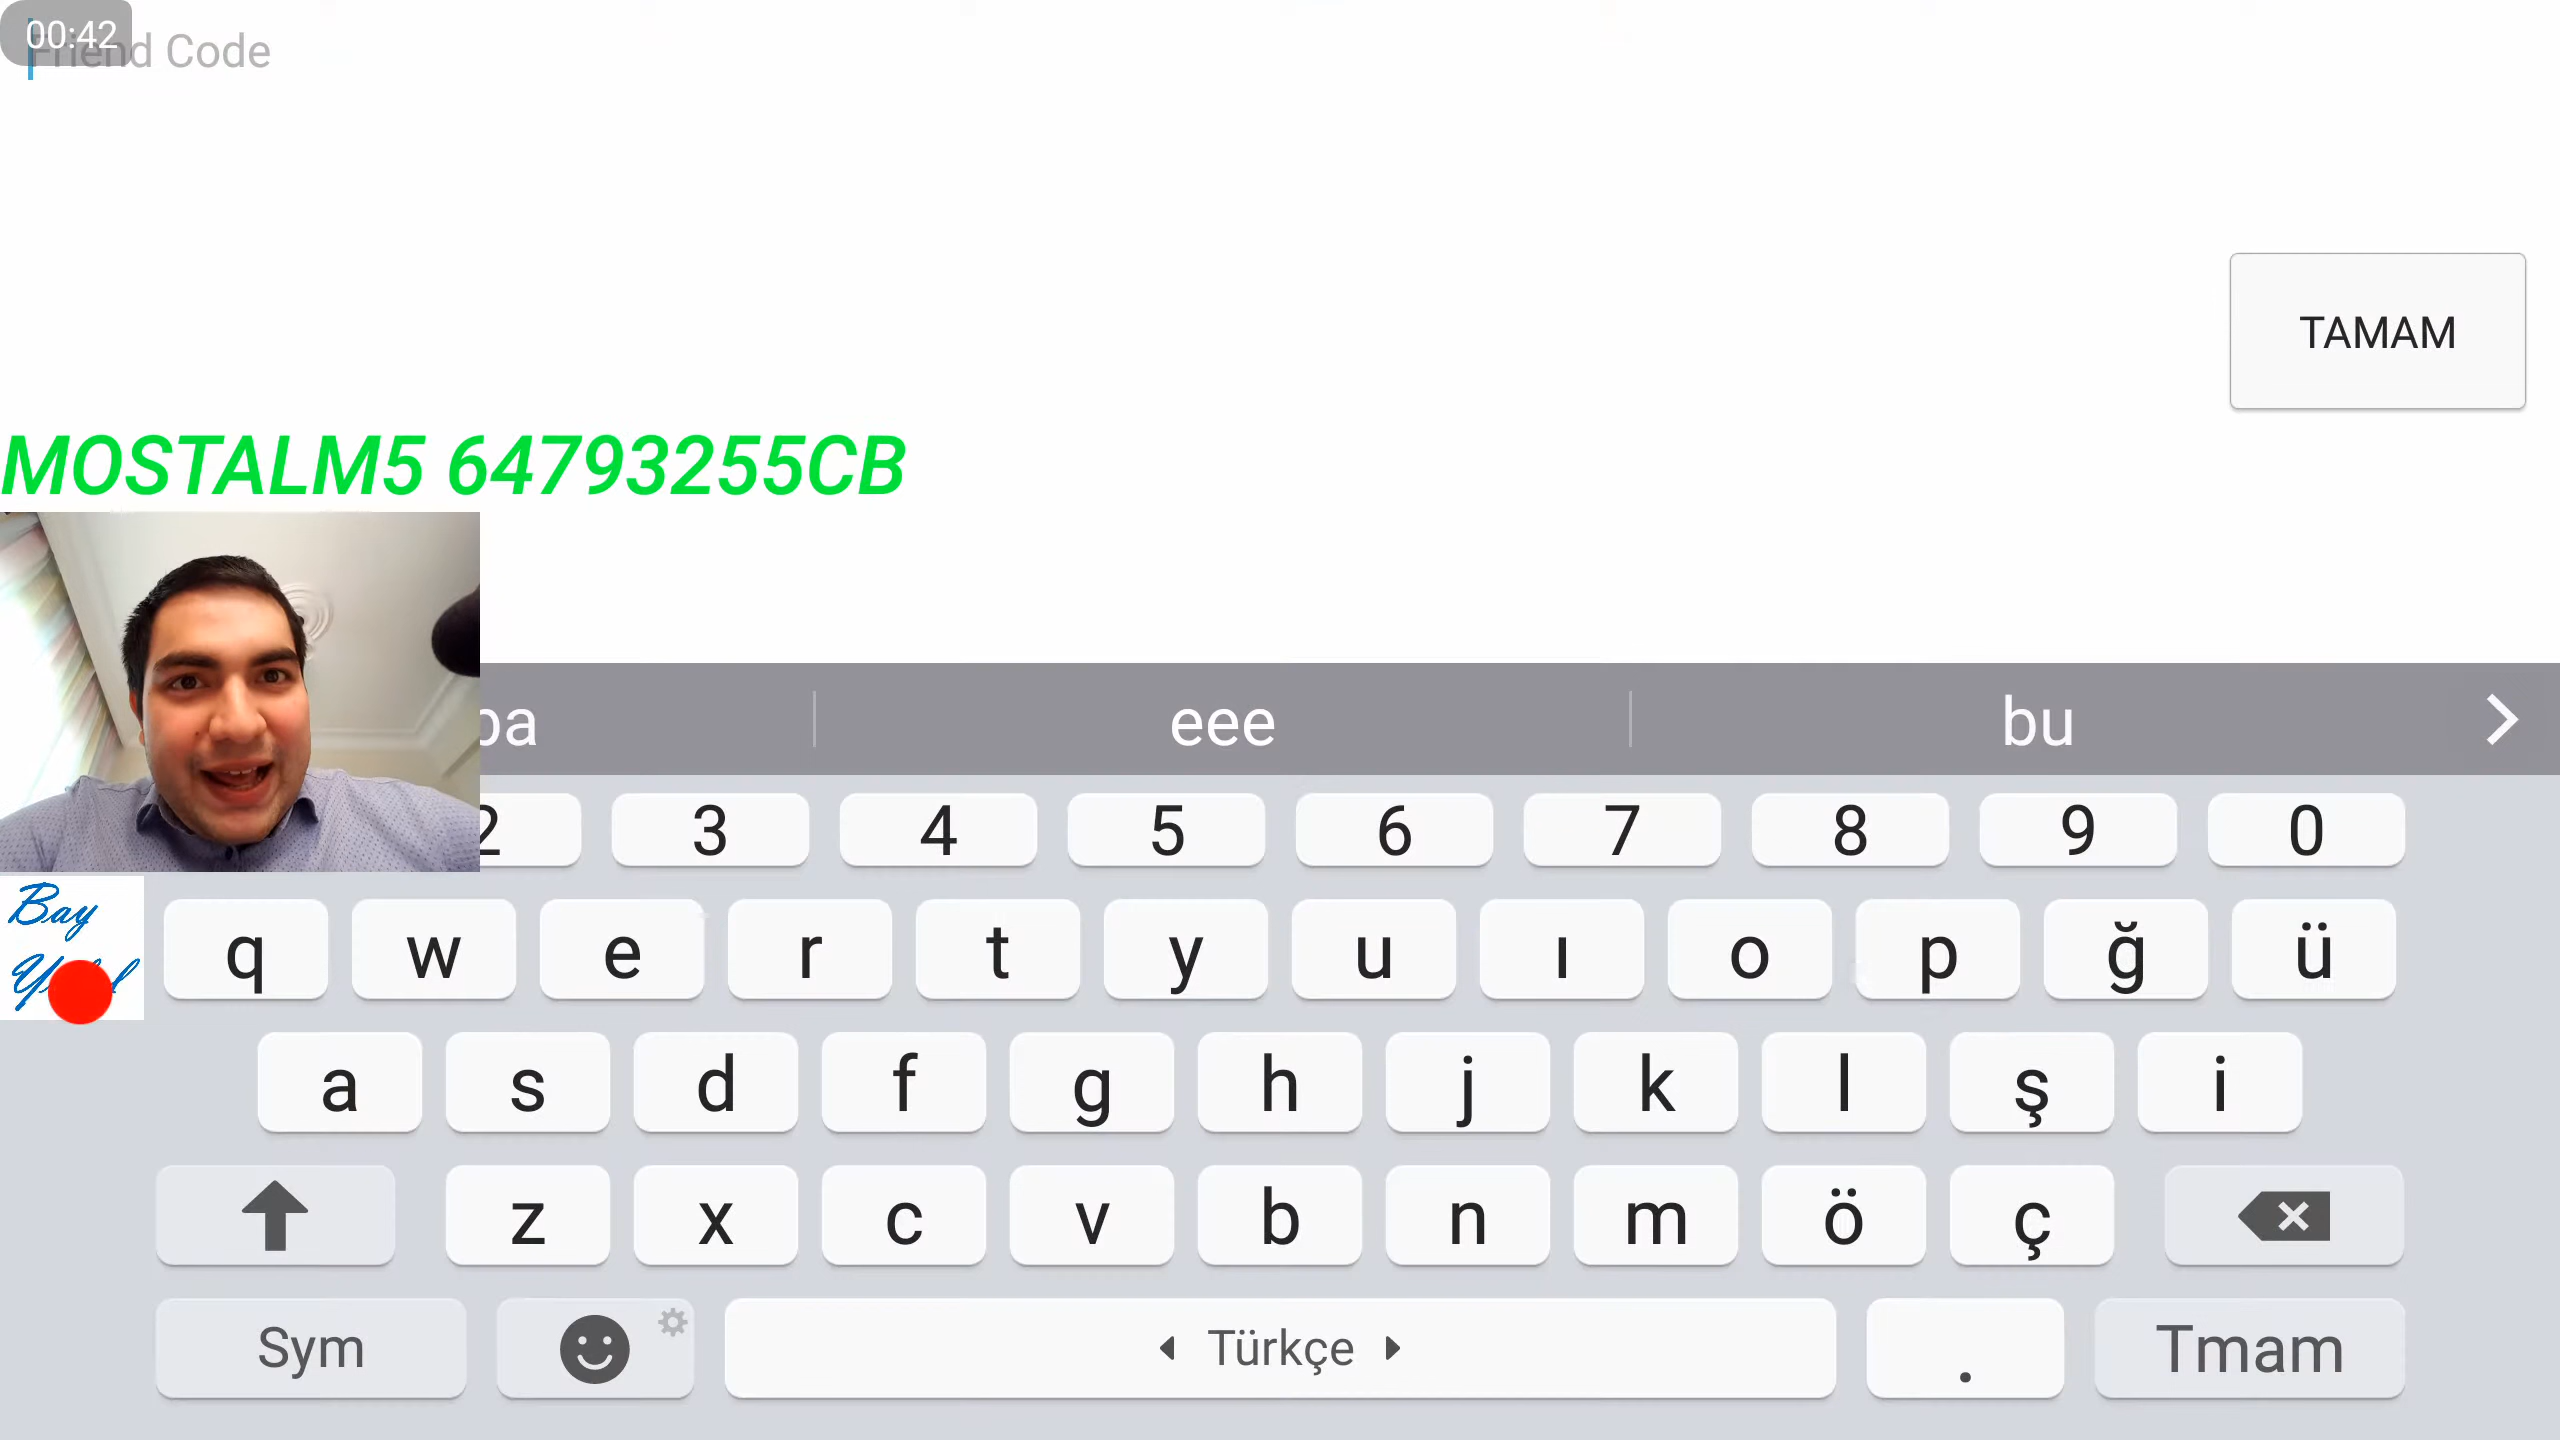 00:42
Friend Code
TAMAM
MOSTALM5 64793255CB
eee bu
2 3 4 5 6 7 8 9 0
Bay
q w e r t y u ı o p ğ ü
a s d f g h j k l ş i
z x c v b n m ö ç
Sym Türkçe . Tmam